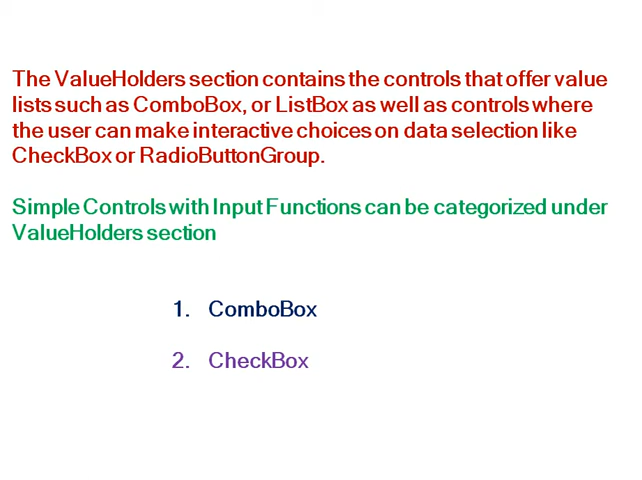 The ValueHolders section contains the controls that offer value
lists such as ComboBox, or ListBox as well as controls where
the user can make interactive choices on data selection like
CheckBox or RadioButtonGroup.
Simple Controls with Input Functions can be categorized under
ValueHolders section
1. ComboBox
2. CheckBox